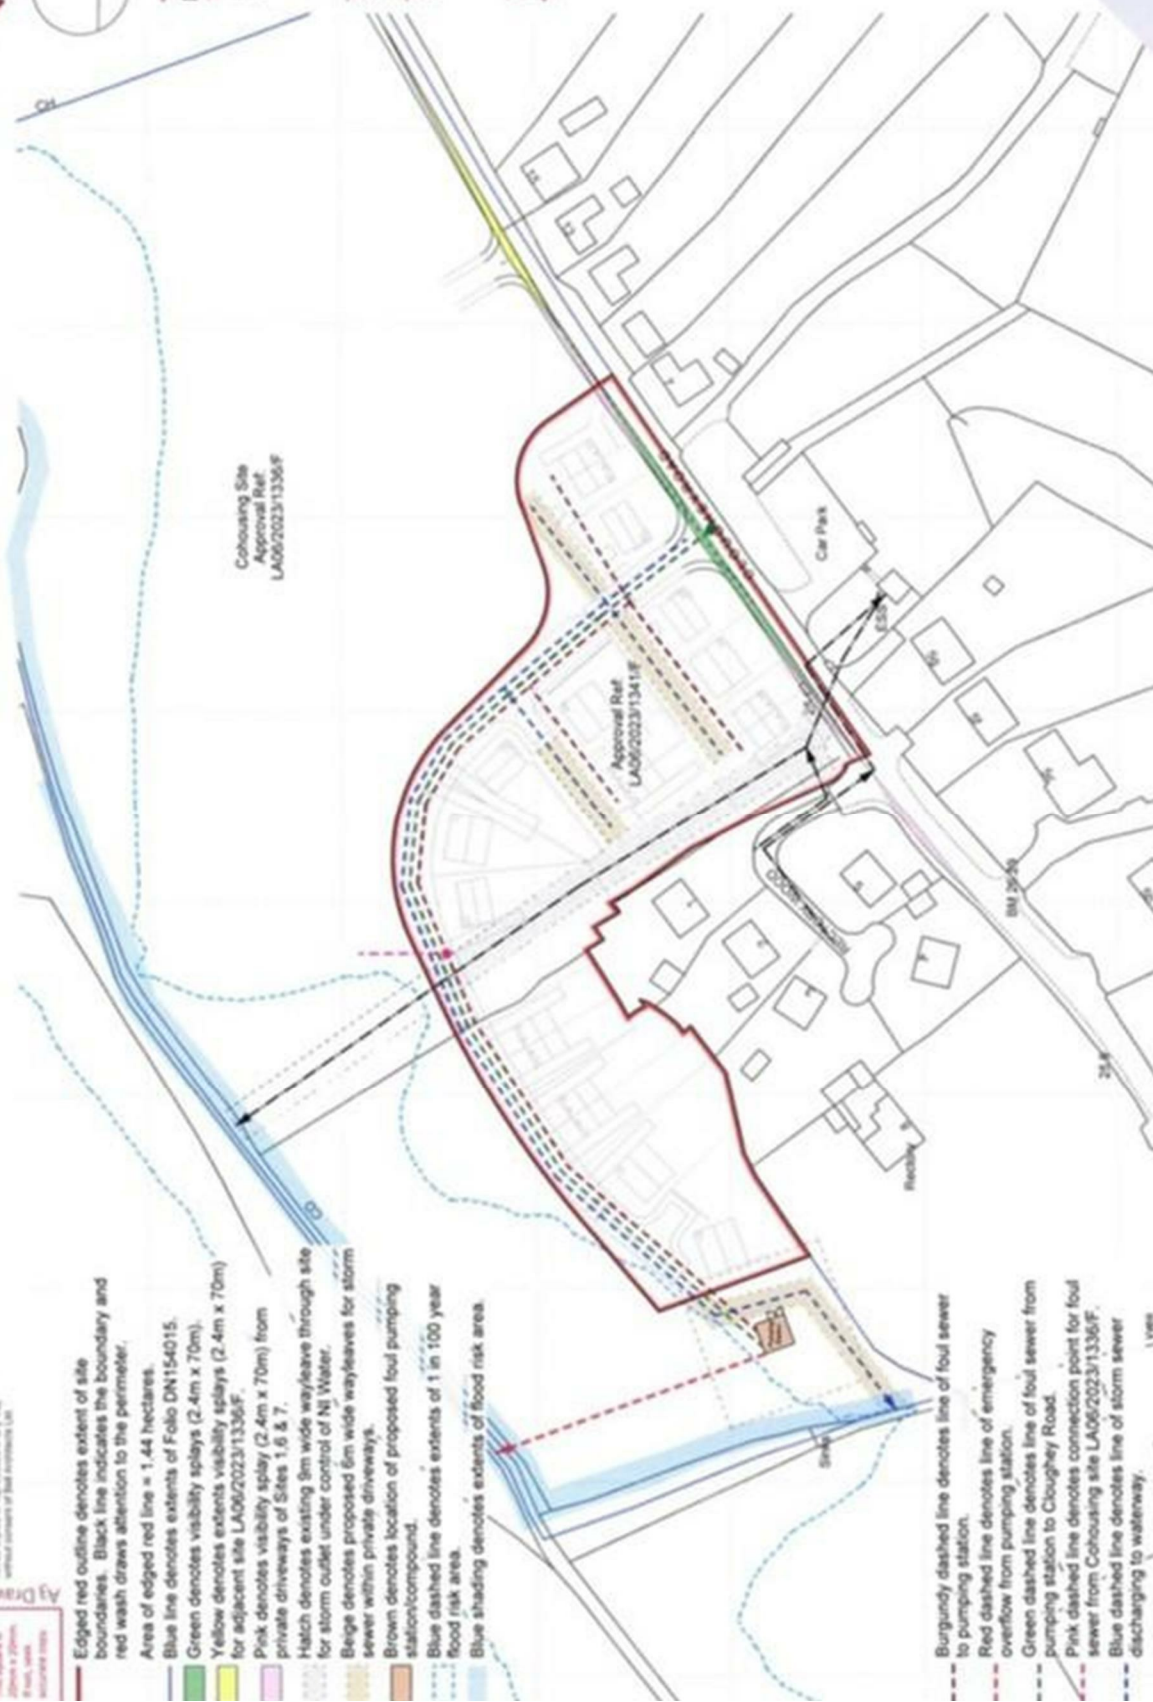 Edged red outline denotes extent of site
boundaries. Black line indicates the boundary and
red wash draws attention to the perimeter.
Area of edged red line = 1.44 hectares.
Blue line denotes extents of Folio DN154015.
Green denotes visibility splays (2.4m x 70m).
Yellow denotes extents visibility splays (2.4m x 70m)
for adjacent site LA06/2023/1336/F.
Pink denotes visibility splay (2.4m x 70m) from
private driveways of Sites 1,6 & 7.
Hatch denotes existing 9m wide wayleave through site
for storm outlet under control of NI Water.
Beige denotes proposed 6m wide wayleaves for storm
sewer within private driveways.
Brown denotes location of proposed foul pumping
station/compound.
Blue dashed line denotes extents of 1 in 100 year
flood risk area.
Blue shading denotes extents of flood risk area.
Burgundy dashed line denotes line of foul sewer
to pumping station.
Red dashed line denotes line of emergency
overflow from pumping station.
Green dashed line denotes line of foul sewer from
pumping station to Cloughey Road.
Pink dashed line denotes connection point for foul
sewer from Cohousing site LA06/2023/1336/F.
Blue dashed line denotes line of storm sewer
discharging to waterway.
Cohousing Site
Approval Ref.
LA06/2023/1336/F
Approval Ref.
LA06/2023/1341/F
Car Park
ESS
CD
CH